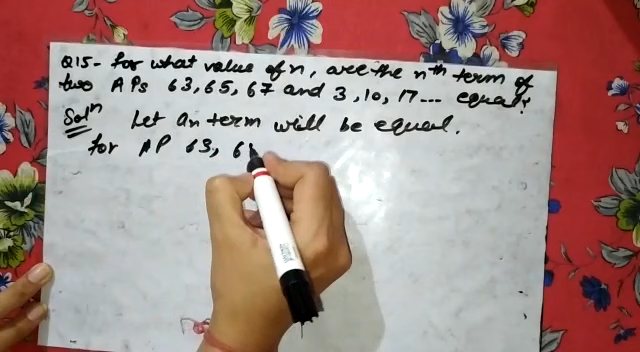 Q15- for what value of n, are the nth term of
two APs 63, 65, 67 and 3, 10, 17... equal?
Soln Let an term will be equal.
for AP 63, 6